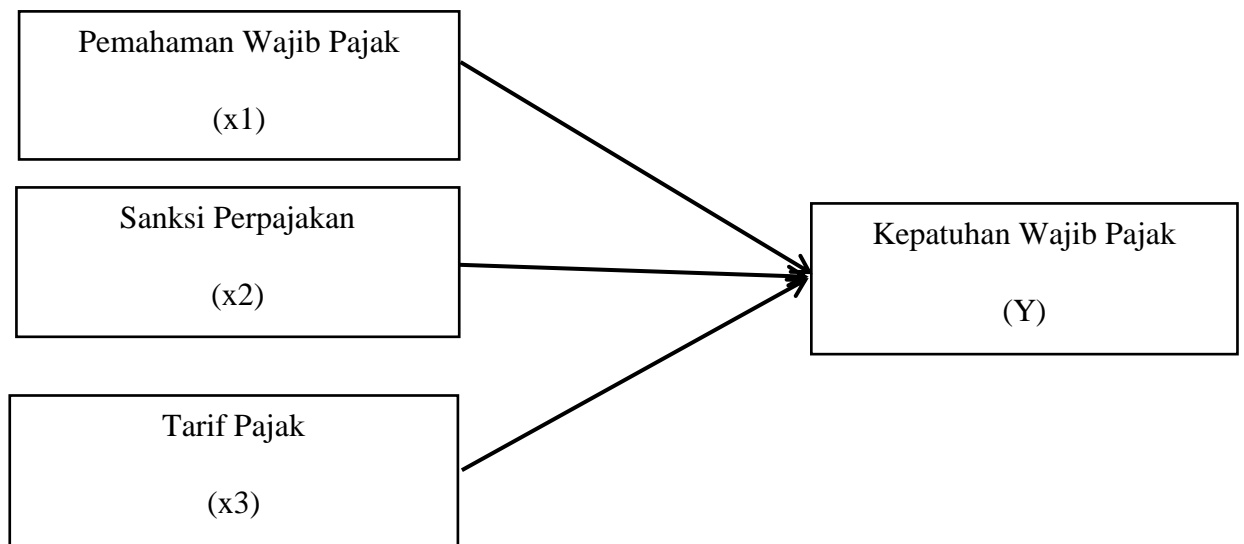 Pemahaman Wajib Pajak
(x1)
Sanksi Perpajakan
(x2)
Kepatuhan Wajib Pajak
(Y)
Tarif Pajak
(x3)